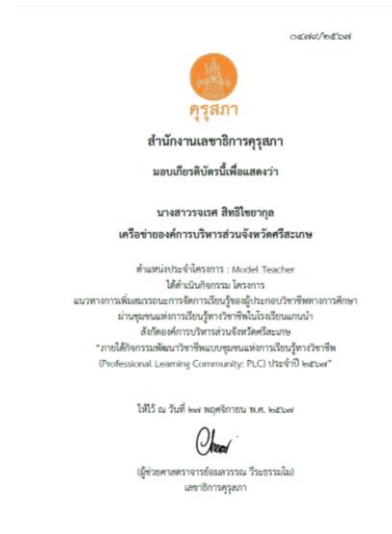 ๐๔๗๙/๒๕๖๗
คุรุสภา
สำนักงานเลขาธิการคุรุสภา
มอบเกียรติบัตรนี้เพื่อแสดงว่า
นางสาวรจเรศ สิทธิไชยากุล
เครือข่ายองค์การบริหารส่วนจังหวัดศรีสะเกษ
ตำแหน่งประจำโครงการ : Model Teacher
ได้ดำเนินกิจกรรม โครงการ
แนวทางการเพิ่มสมรรถนะการจัดการเรียนรู้ของผู้ประกอบวิชาชีพทางการศึกษา
ผ่านชุมชนแห่งการเรียนรู้ทางวิชาชีพในโรงเรียนแกนนำ
สังกัดองค์การบริหารส่วนจังหวัดศรีสะเกษ
"ภายใต้กิจกรรมพัฒนาวิชาชีพแบบชุมชนแห่งการเรียนรู้ทางวิชาชีพ
(Professional Learning Community: PLC) ประจำปี ๒๕๖๗"
ให้ไว้ ณ วันที่ ๒๗ พฤศจิกายน พ.ศ. ๒๕๖๗
(ผู้ช่วยศาสตราจารย์อมลวรรณ วีระธรรมโม)
เลขาธิการคุรุสภา